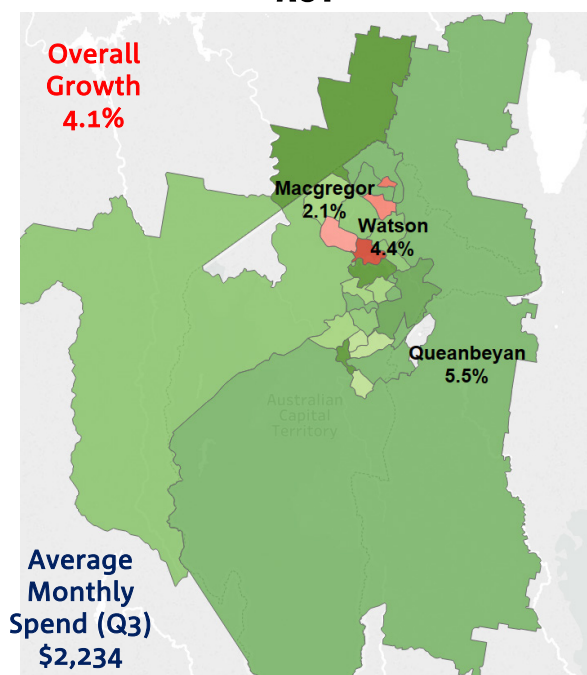 Overall
Growth
4.1%
Macgregor
2.1%
Watson
4.4%
Queanbeyan
5.5%
Australian
Capital
Territory
Average
Monthly
Spend (Q3)
$2,234